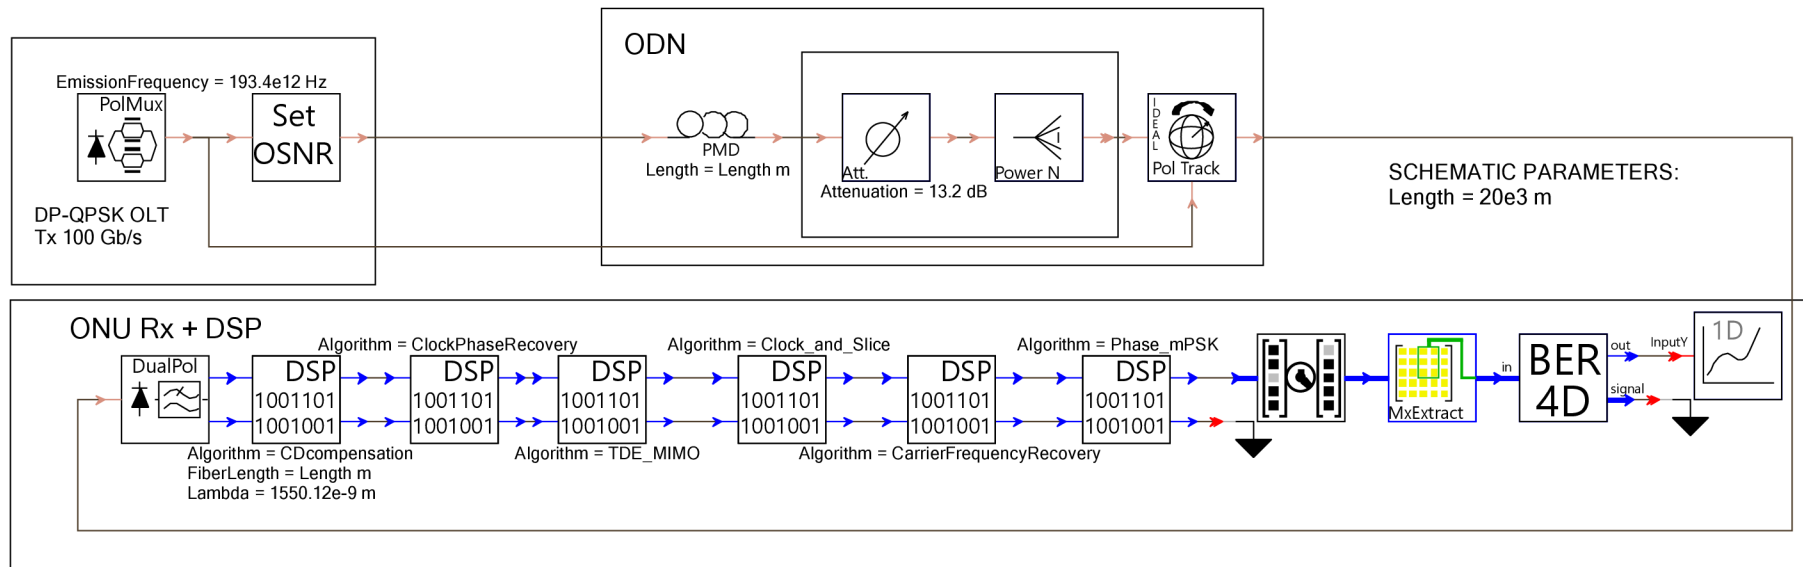 ODN
EmissionFrequency = 193.4e12 Hz
PolMux
Set
OSNR
DP-QPSK OLT
Tx 100 Gb/s
PMD
Length = Length m
Att.
Attenuation = 13.2 dB
Power N
IDEAL
Pol Track
SCHEMATIC PARAMETERS:
Length = 20e3 m
ONU Rx + DSP
Algorithm = ClockPhaseRecovery
Algorithm = Clock_and_Slice
Algorithm = Phase_mPSK
DualPol
DSP
1001101
1001001
DSP
1001101
1001001
DSP
1001101
1001001
DSP
1001101
1001001
DSP
1001101
1001001
DSP
1001101
1001001
MxExtract
in
BER
4D
out
signal
InputY
1D
Algorithm = CDcompensation
FiberLength = Length m
Lambda = 1550.12e-9 m
Algorithm = TDE_MIMO
Algorithm = CarrierFrequencyRecovery